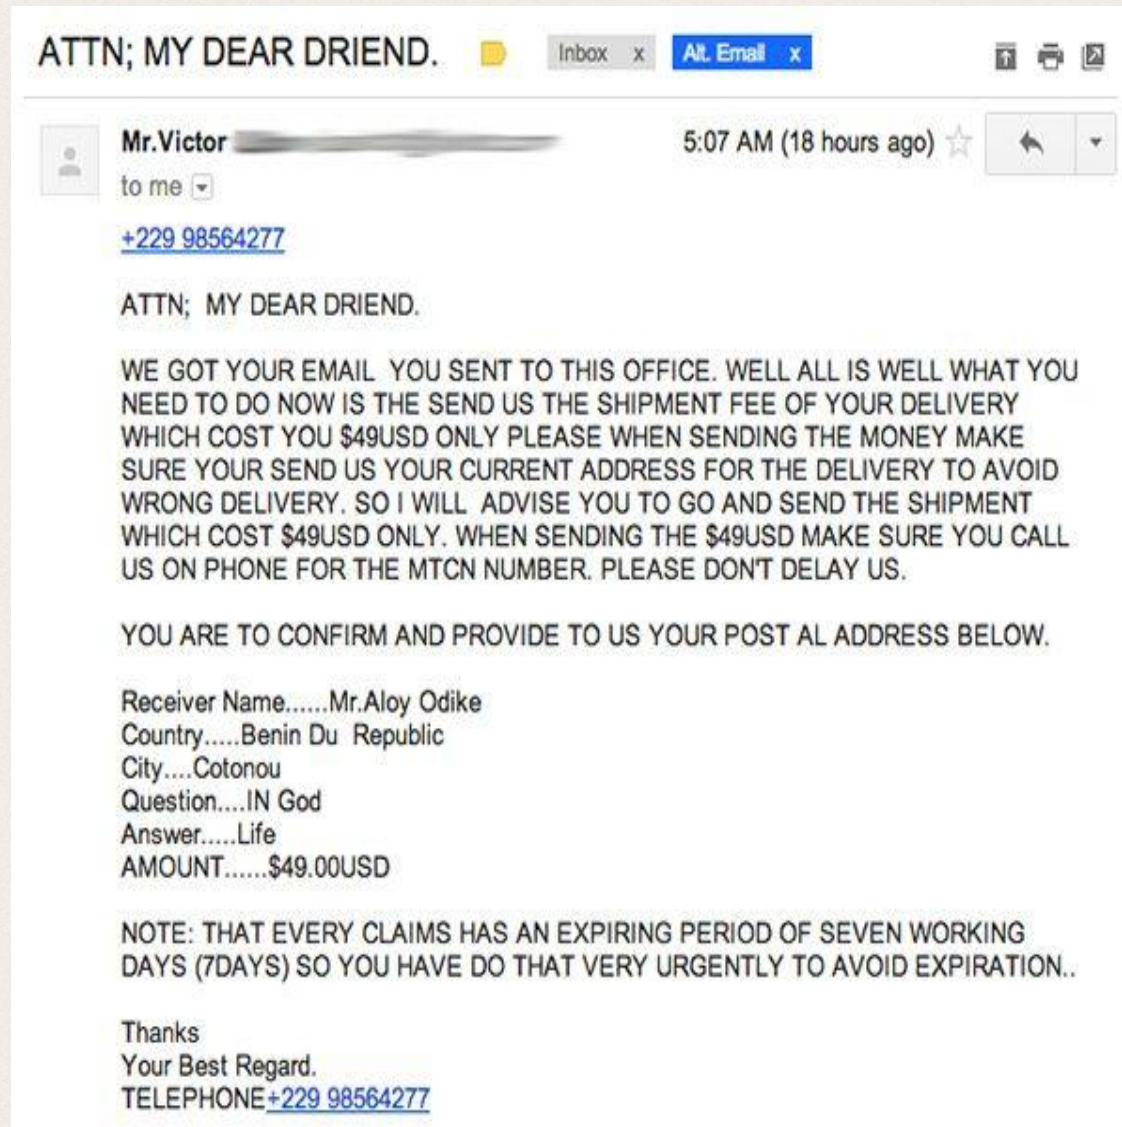 ATTN; MY DEAR DRIEND.
Inbox x
Alt. Email x
Mr.Victor
5:07 AM (18 hours ago)
to me
+229 98564277
ATTN;  MY DEAR DRIEND.
WE GOT YOUR EMAIL  YOU SENT TO THIS OFFICE. WELL ALL IS WELL WHAT YOU
NEED TO DO NOW IS THE SEND US THE SHIPMENT FEE OF YOUR DELIVERY
WHICH COST YOU $49USD ONLY PLEASE WHEN SENDING THE MONEY MAKE
SURE YOUR SEND US YOUR CURRENT ADDRESS FOR THE DELIVERY TO AVOID
WRONG DELIVERY. SO I WILL  ADVISE YOU TO GO AND SEND THE SHIPMENT
WHICH COST $49USD ONLY. WHEN SENDING THE $49USD MAKE SURE YOU CALL
US ON PHONE FOR THE MTCN NUMBER. PLEASE DON'T DELAY US.
YOU ARE TO CONFIRM AND PROVIDE TO US YOUR POST AL ADDRESS BELOW.
Receiver Name......Mr.Aloy Odike
Country.....Benin Du  Republic
City....Cotonou
Question....IN God
Answer.....Life
AMOUNT......$49.00USD
NOTE: THAT EVERY CLAIMS HAS AN EXPIRING PERIOD OF SEVEN WORKING
DAYS (7DAYS) SO YOU HAVE DO THAT VERY URGENTLY TO AVOID EXPIRATION..
Thanks
Your Best Regard.
TELEPHONE+229 98564277